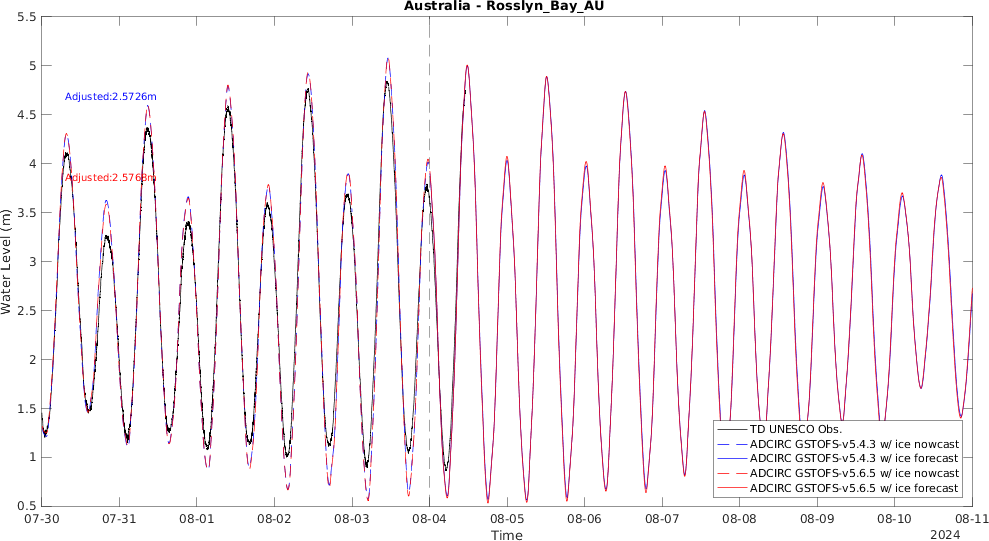 Australia - Rosslyn_Bay_AU
5.5
5
4.5
4
3.5
3
2.5
2
1.5
1
0.5
Water Level (m)
Adjusted:2.5726m
Adjusted:2.5768m
TD UNESCO Obs.
ADCIRC GSTOFS-v5.4.3 w/ ice nowcast
ADCIRC GSTOFS-v5.4.3 w/ ice forecast
ADCIRC GSTOFS-v5.6.5 w/ ice nowcast
ADCIRC GSTOFS-v5.6.5 w/ ice forecast
07-30 07-31 08-01 08-02 08-03 08-04 08-05 08-06 08-07 08-08 08-09 08-10 08-11
Time
2024